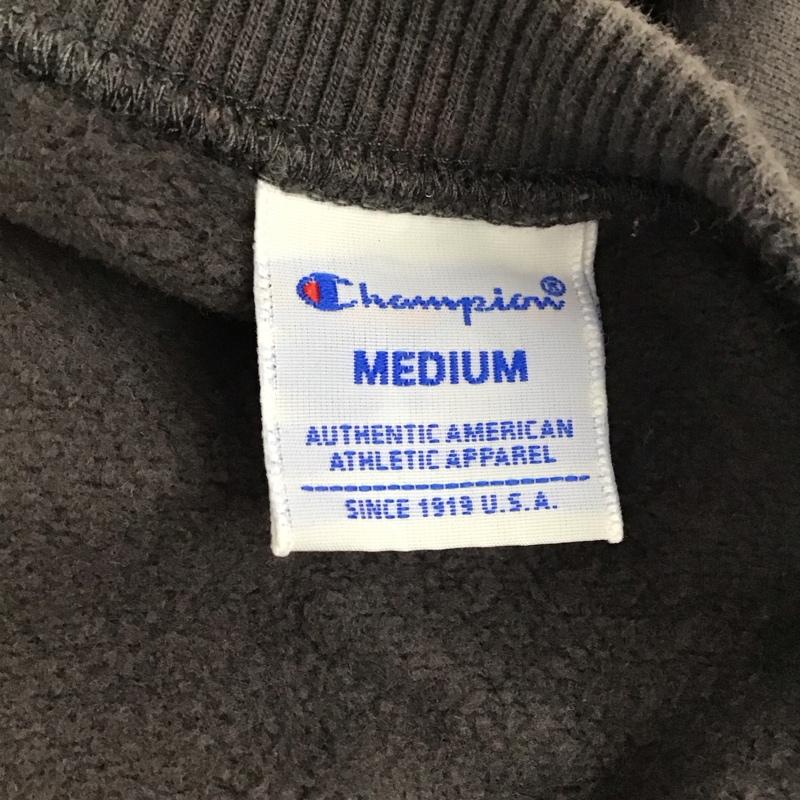 Champion®
MEDIUM
AUTHENTIC AMERICAN
ATHLETIC APPAREL
SINCE 1919 U.S.A.